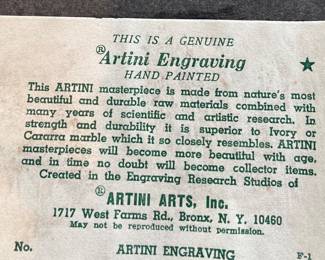 THIS IS A GENUINE
®Artini Engraving
HAND PAINTED
This ARTINI masterpiece is made from nature's most
beautiful and durable raw materials combined with
many years of scientific and artistic research. In
strength and durability it is superior to Ivory or
Cararra marble which it so closely resembles. ARTINI
masterpieces will become more beautiful with age,
and in time no doubt will become collector items.
Created in the Engraving Research Studios of
®ARTINI ARTS, Inc.
1717 West Farms Rd., Bronx, N. Y. 10460
May not be reproduced without permission.
No. ARTINI ENGRAVING F-1